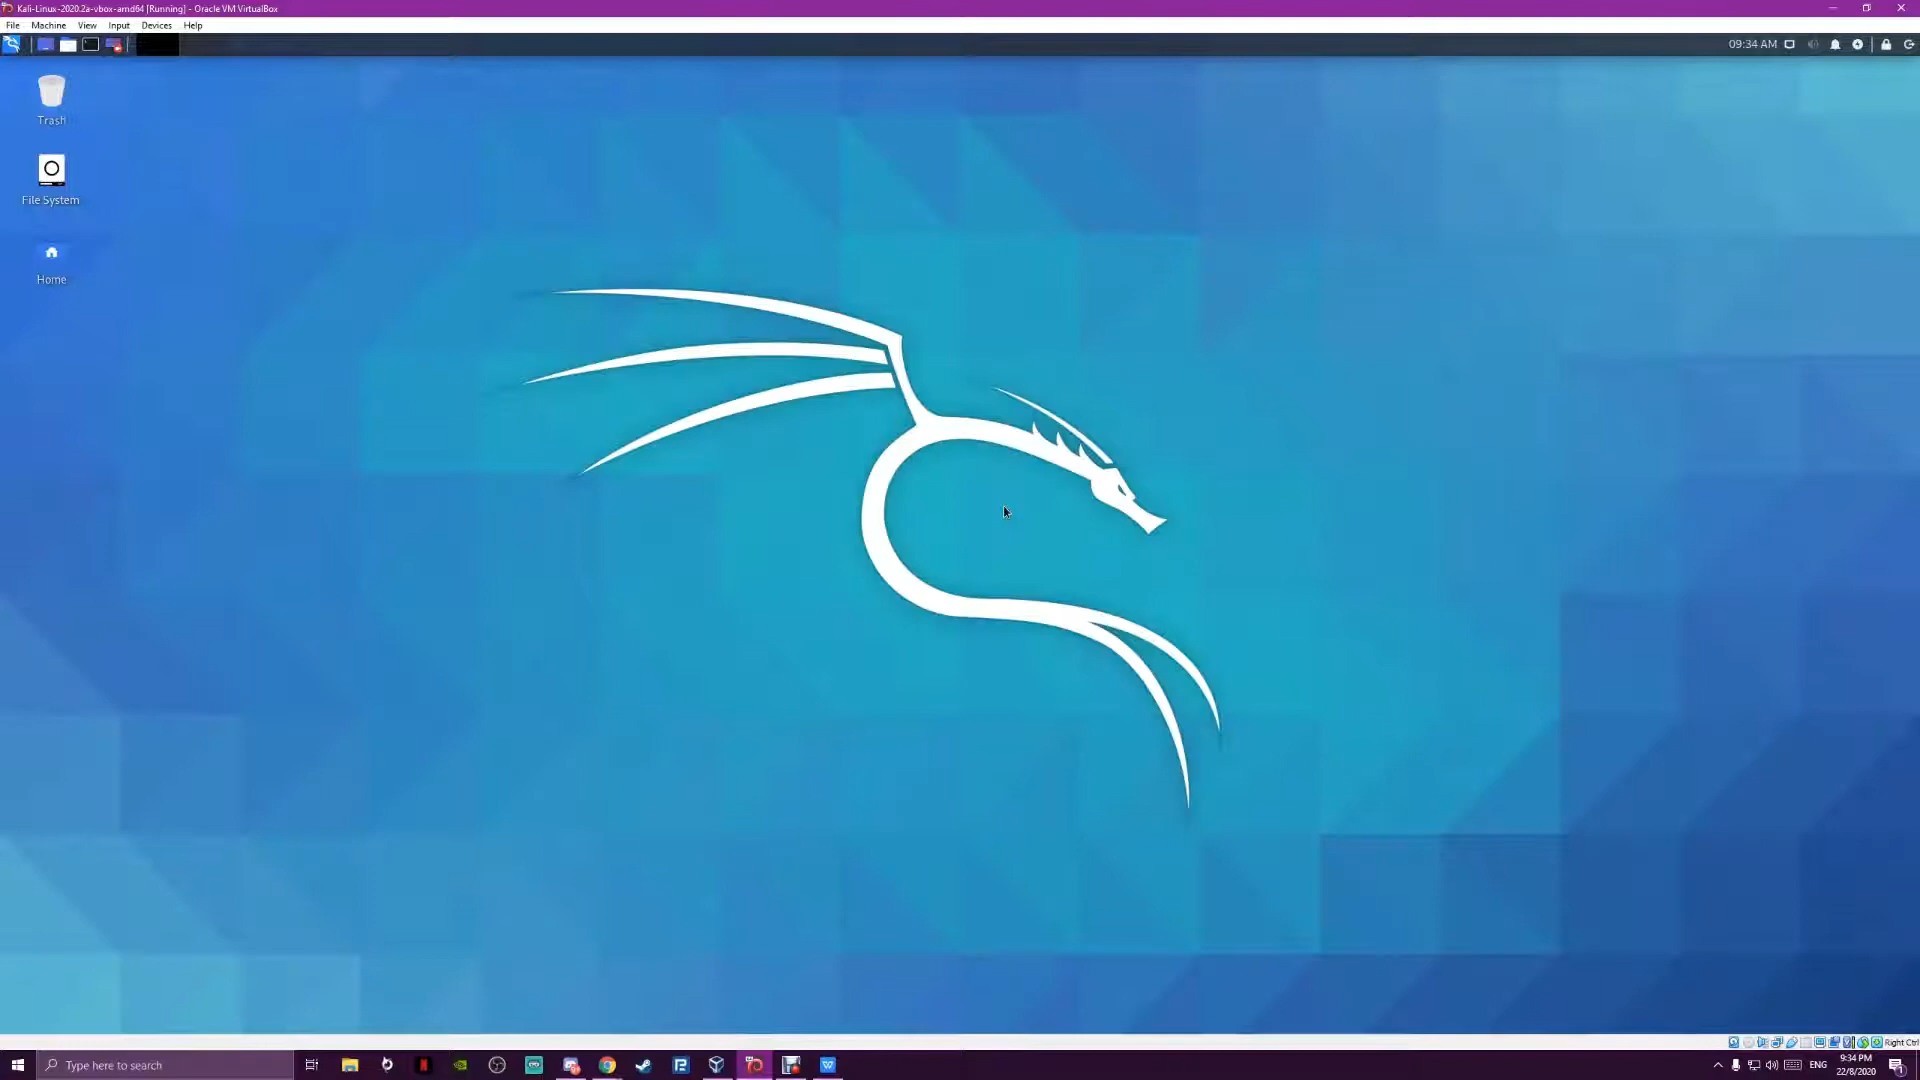 Kali-Linux-2020.2a-vbox-amd64 [Running] - Oracle VM VirtualBox
File Machine View Input Devices Help
09:34 AM
Trash
File System
Home
Right Ctrl
Type here to search
ENG
9:34 PM
22/8/2020